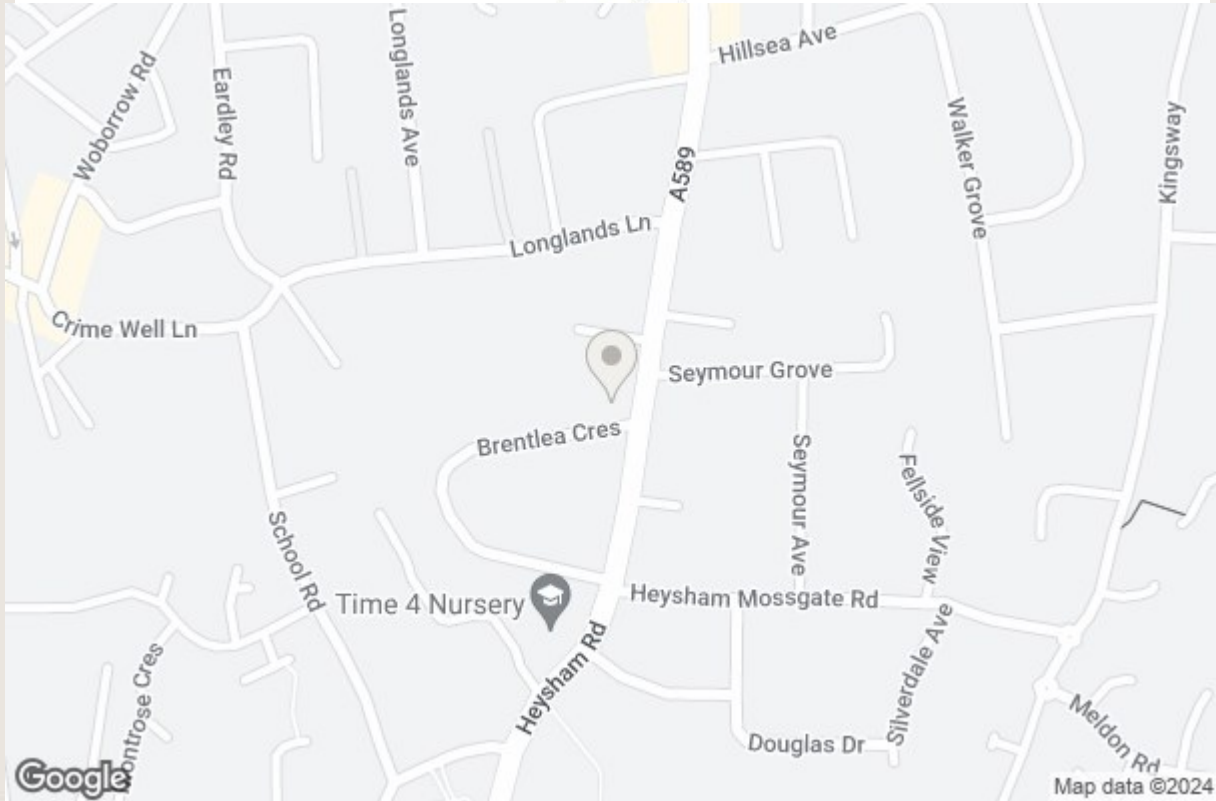 Hillsea Ave
Longlands Ave
Woborrow Rd
Eardley Rd
Walker Grove
Kingsway
A589
Longlands Ln
Crime Well Ln
Seymour Grove
Brentlea Cres
Seymour Ave
Fellside View
School Rd
Time 4 Nursery
Heysham Mossgate Rd
Heysham Rd
Silverdale Ave
Montrose Cres
Meldon Rd
Douglas Dr
Google
Map data ©2024